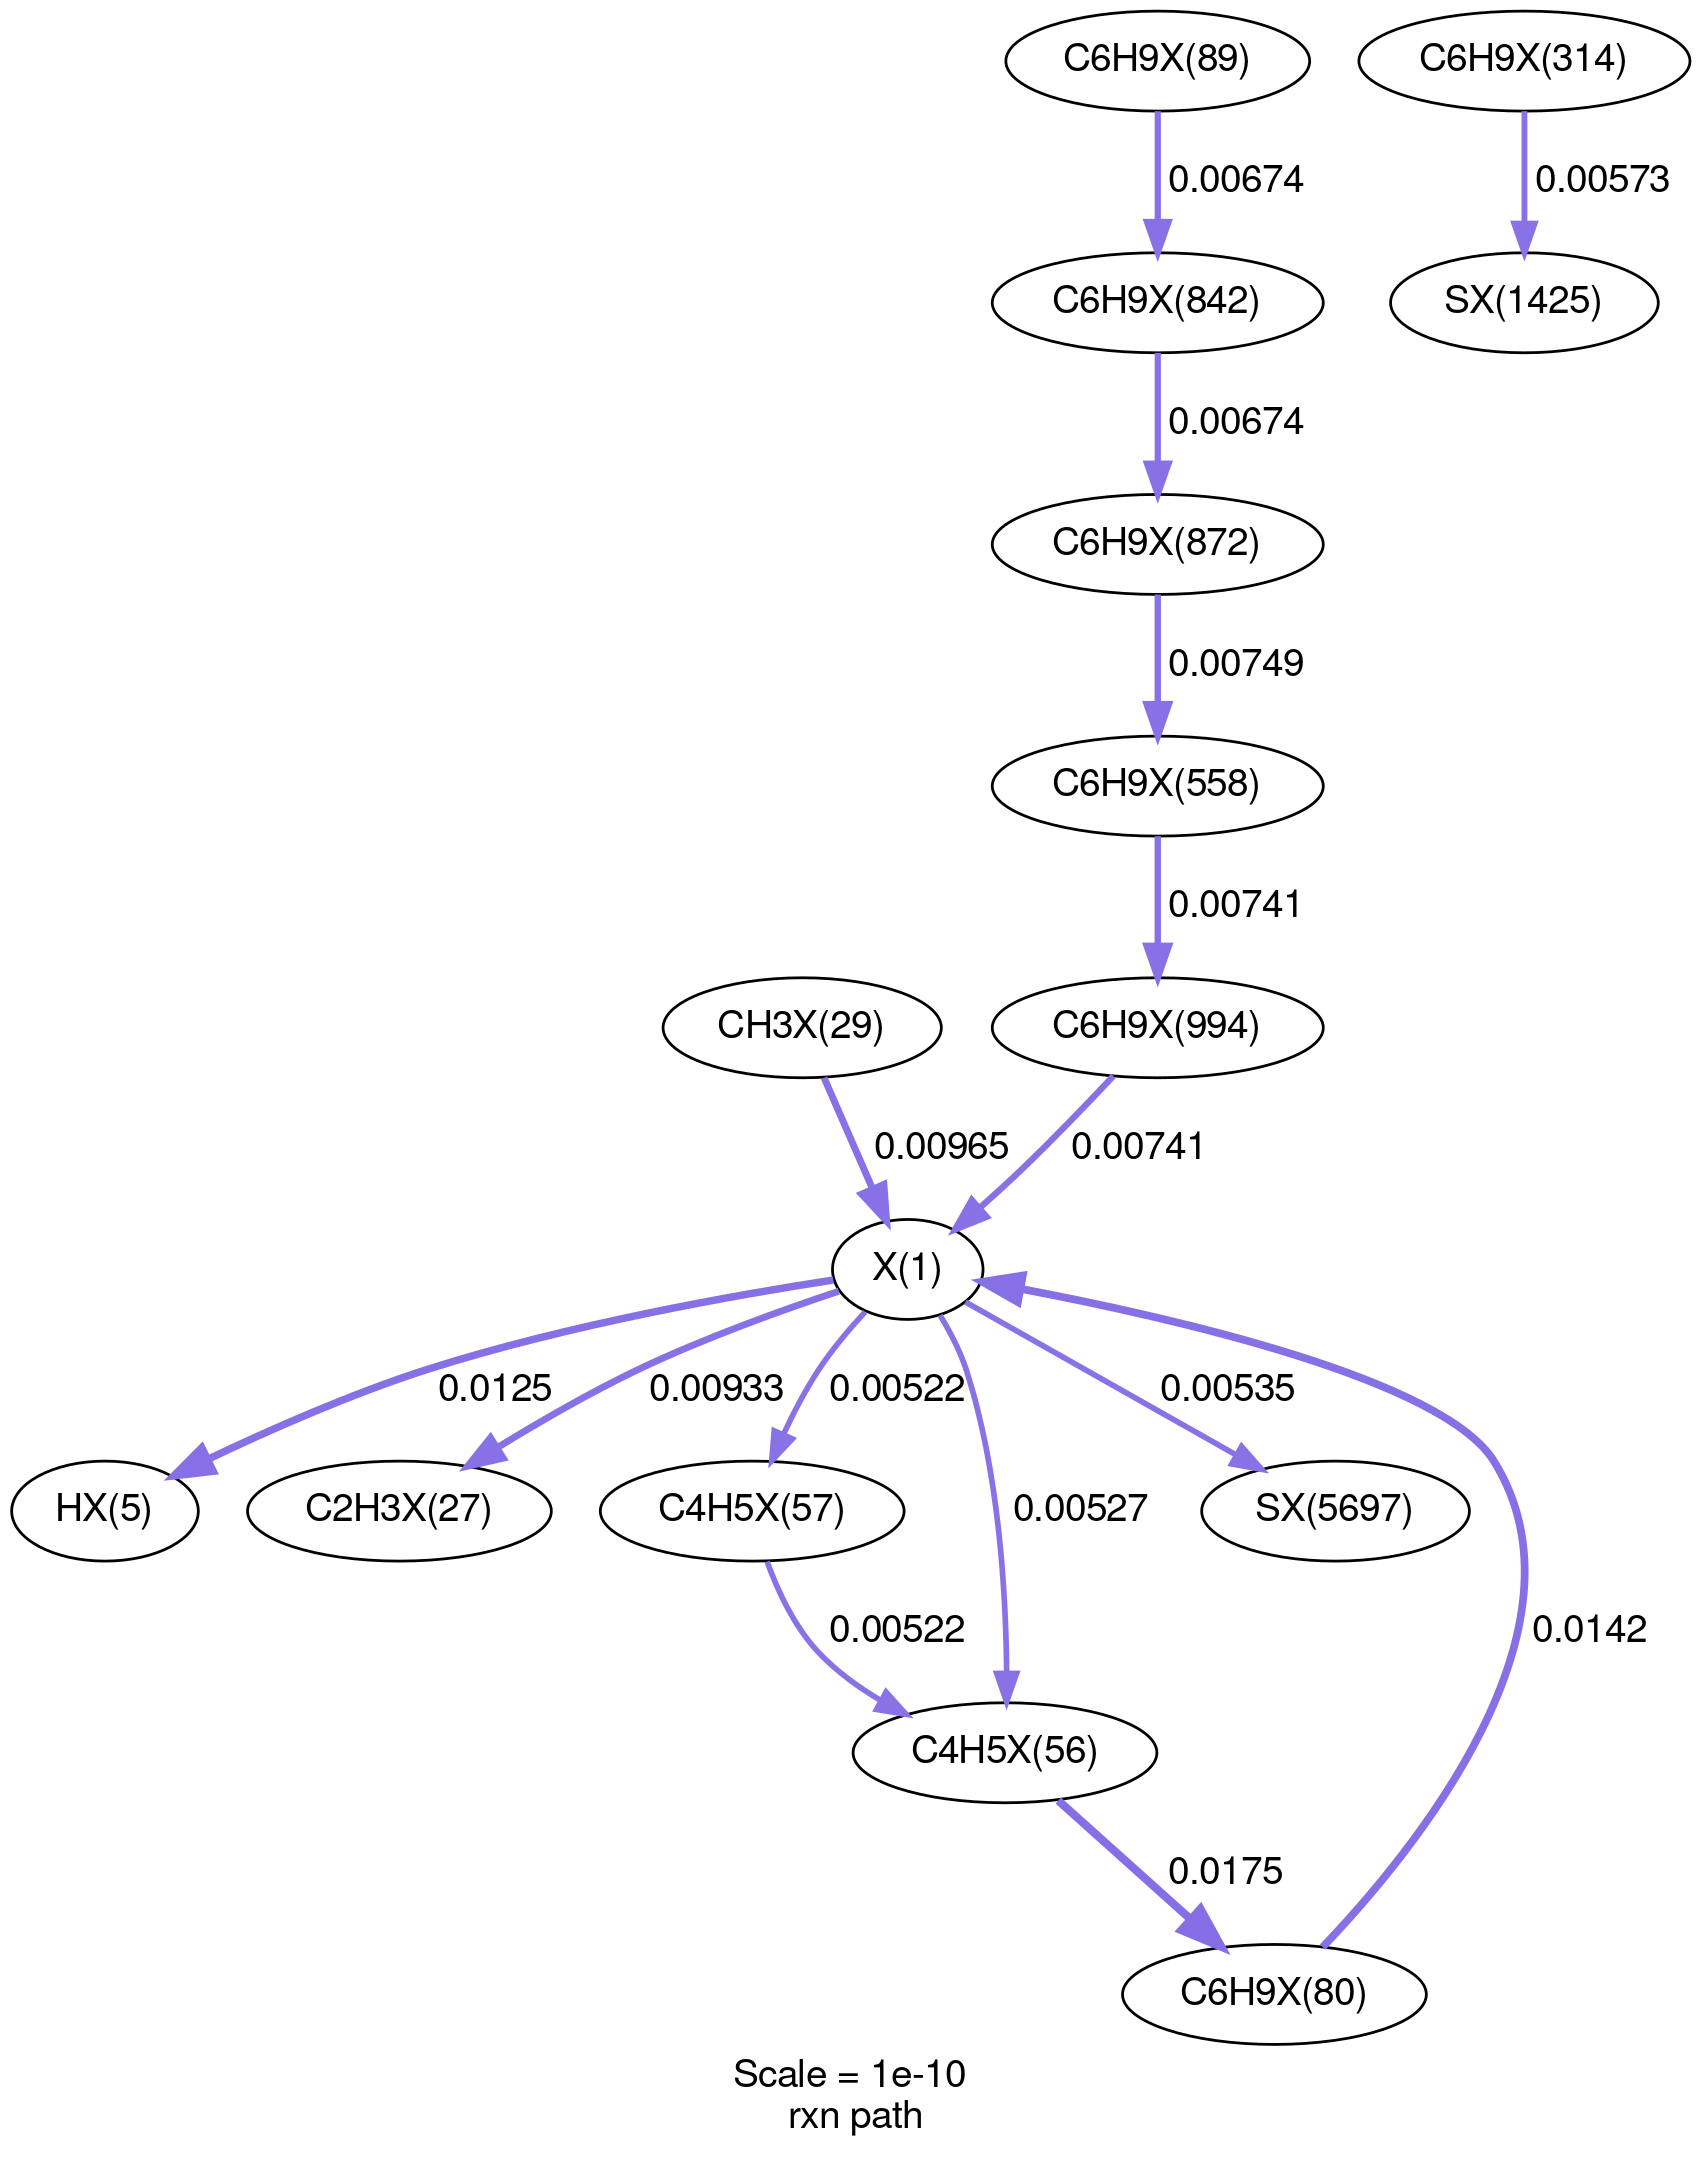 C6H9X(89)
C6H9X(314)
0.00674
0.00573
C6H9X(842)
SX(1425)
0.00674
C6H9X(872)
0.00749
C6H9X(558)
0.00741
CH3X(29)
C6H9X(994)
0.00965
0.00741
X(1)
0.0125
0.00933
0.00522
0.00535
HX(5)
C2H3X(27)
C4H5X(57)
0.00527
SX(5697)
0.00522
0.0142
C4H5X(56)
0.0175
C6H9X(80)
Scale = 1e-10
rxn path